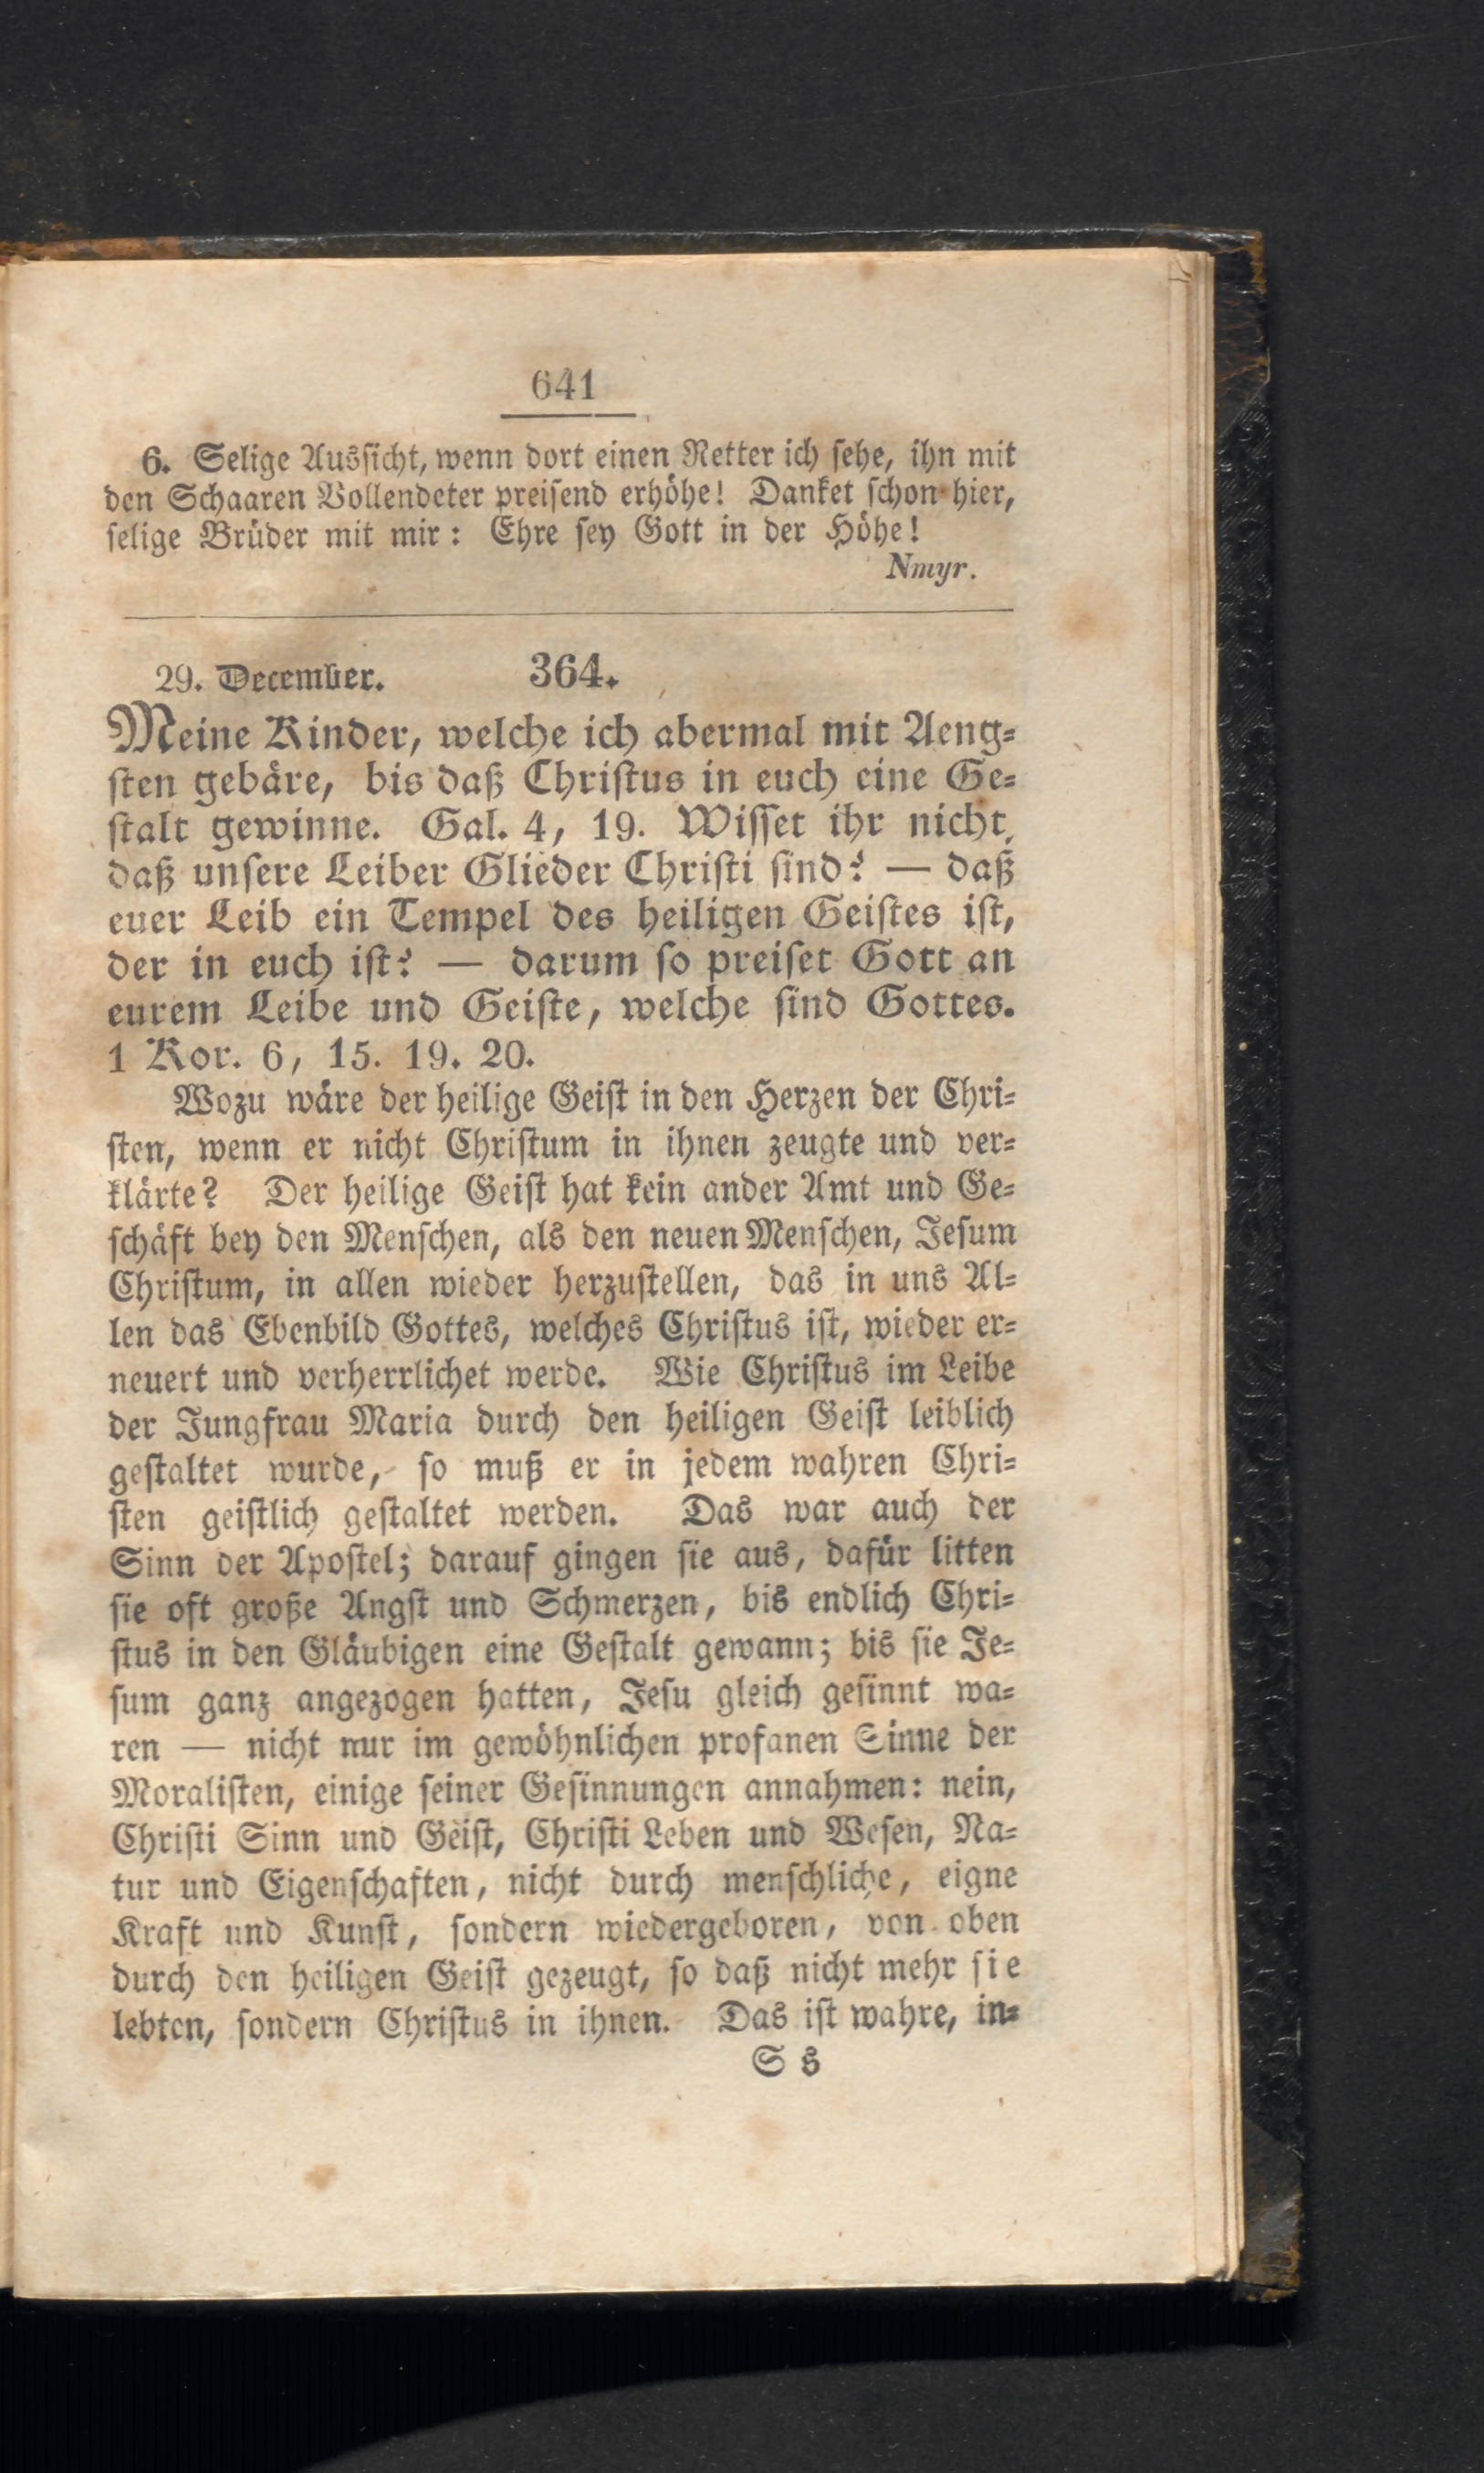 641
6. Selige Aussicht, wenn dort einen Retter ich sehe, ihn mit
den Schaaren Vollendeter preisend erhöhe! Danket schon hier,
selige Brüder mit mir: Ehre sey Gott in der Höhe!
Nmyr.
29. December. 364.
Meine Kinder, welche ich abermal mit Aeng=
sten gebäre, bis daß Christus in euch eine Ge=
stalt gewinne. Gal. 4, 19. Wisset ihr nicht,
daß unsere Leiber Glieder Christi sind? — daß
euer Leib ein Tempel des heiligen Geistes ist,
der in euch ist? — darum so preiset Gott an
eurem Leibe und Geiste, welche sind Gottes.
1 Kor. 6, 15. 19. 20.
Wozu wäre der heilige Geist in den Herzen der Chri=
sten, wenn er nicht Christum in ihnen zeugte und ver=
klärte? Der heilige Geist hat kein ander Amt und Ge=
schäft bey den Menschen, als den neuen Menschen, Jesum
Christum, in allen wieder herzustellen, das in uns Al=
len das Ebenbild Gottes, welches Christus ist, wieder er=
neuert und verherrlichet werde. Wie Christus im Leibe
der Jungfrau Maria durch den heiligen Geist leiblich
gestaltet wurde, so muß er in jedem wahren Chri=
sten geistlich gestaltet werden. Das war auch der
Sinn der Apostel; darauf gingen sie aus, dafür litten
sie oft große Angst und Schmerzen, bis endlich Chri=
stus in den Gläubigen eine Gestalt gewann; bis sie Je=
sum ganz angezogen hatten, Jesu gleich gesinnt wa=
ren — nicht nur im gewöhnlichen profanen Sinne der
Moralisten, einige seiner Gesinnungen annahmen: nein,
Christi Sinn und Geist, Christi Leben und Wesen, Na=
tur und Eigenschaften, nicht durch menschliche, eigne
Kraft und Kunst, sondern wiedergeboren, von oben
durch den heiligen Geist gezeugt, so daß nicht mehr sie
lebten, sondern Christus in ihnen. Das ist wahre, in=
S s